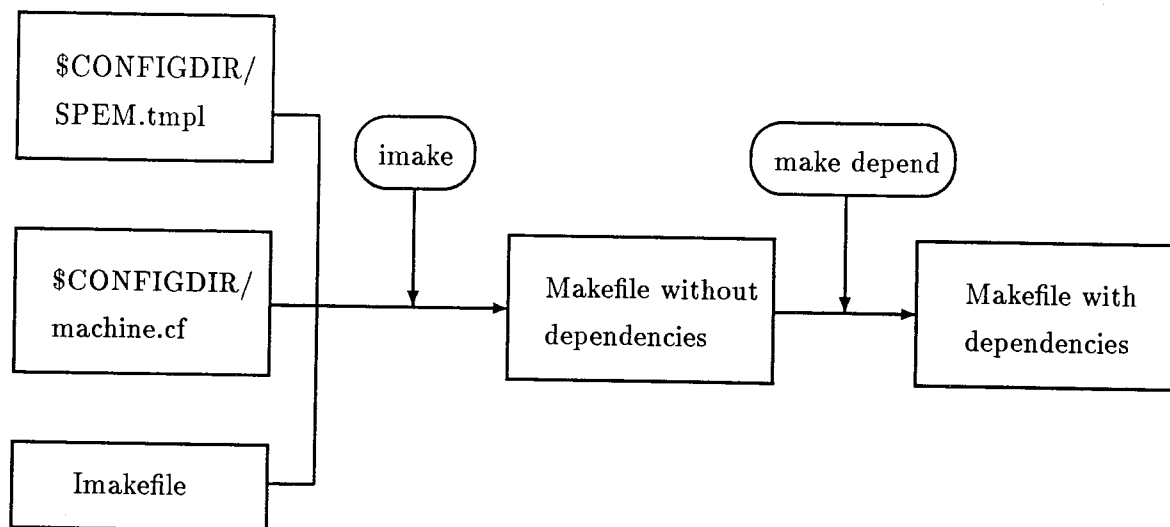 $CONFIGDIR/
SPEM.tmpl
imake
make depend
$CONFIGDIR/
machine.cf
Makefile without
dependencies
Makefile with
dependencies
Imakefile